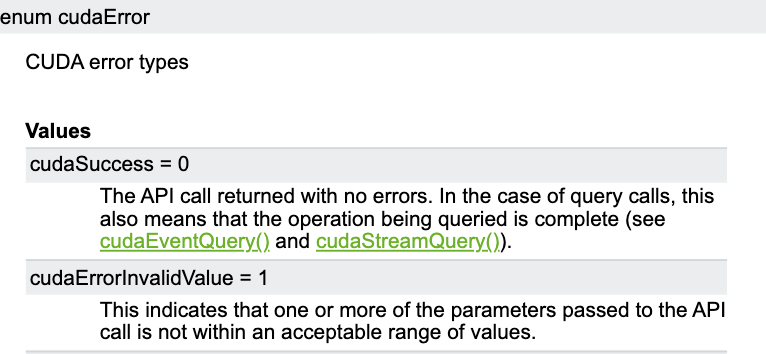 enum cudaError
CUDA error types
Values
cudaSuccess = 0
The API call returned with no errors. In the case of query calls, this
also means that the operation being queried is complete (see
cudaEventQuery() and cudaStreamQuery()).
cudaErrorInvalidValue = 1
This indicates that one or more of the parameters passed to the API
call is not within an acceptable range of values.